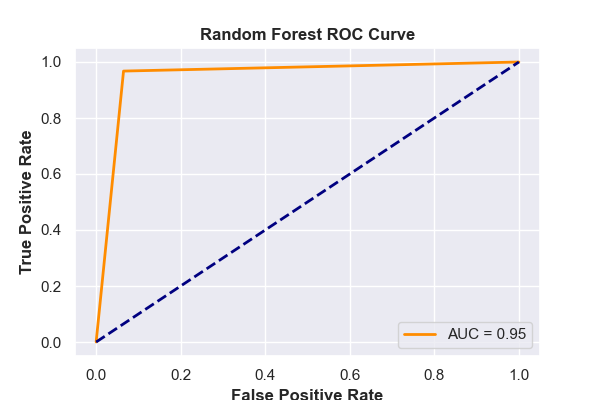 Random Forest ROC Curve
True Positive Rate
1.0
0.8
0.6
0.4
0.2
0.0
AUC = 0.95
0.0 0.2 0.4 0.6 0.8 1.0
False Positive Rate